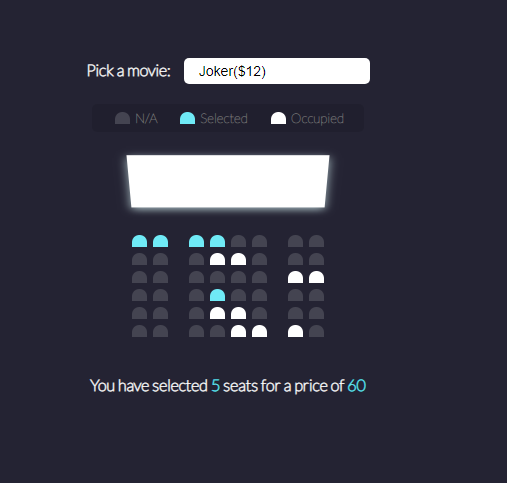 Pick a movie: Joker($12)
N/A Selected Occupied
You have selected 5 seats for a price of 60